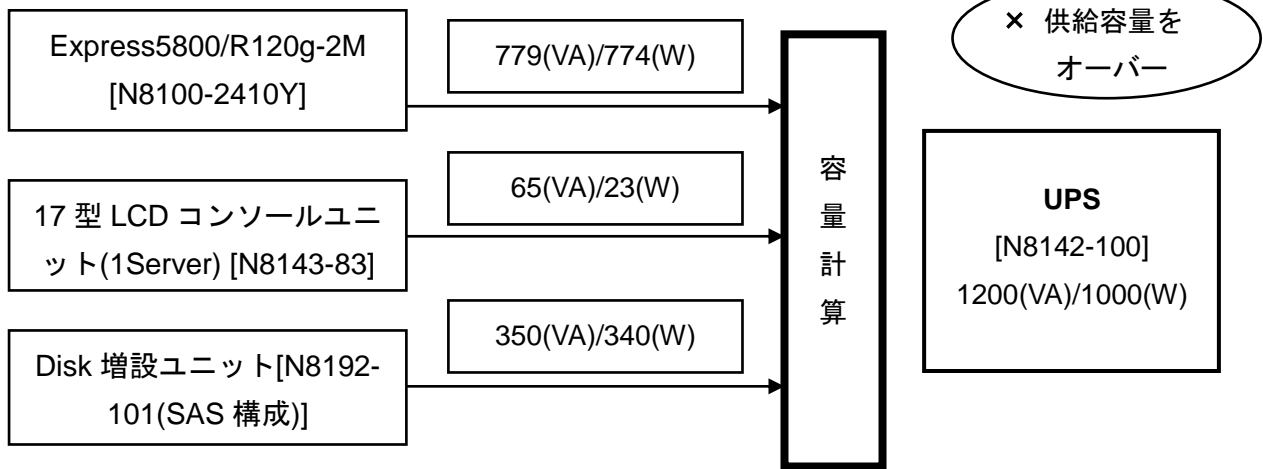 Express5800/R120g-2M
[N8100-2410Y]
779(VA)/774(W)
× 供給容量を
オーバー
17 型 LCD コンソールユニ
ット(1Server) [N8143-83]
65(VA)/23(W)
Disk 増設ユニット[N8192-
101(SAS 構成)]
350(VA)/340(W)
容
量
計
算
UPS
[N8142-100]
1200(VA)/1000(W)